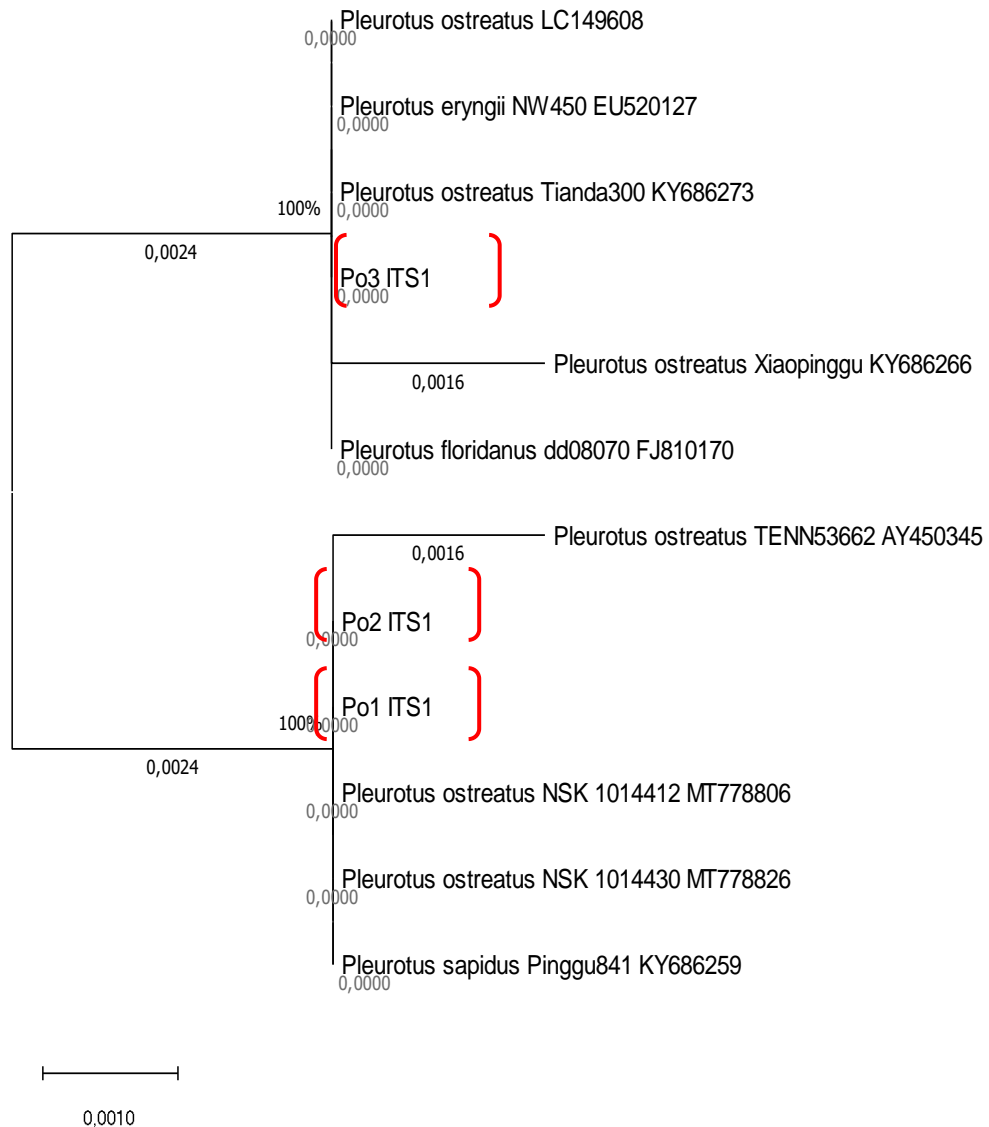 Pleurotus ostreatus LC149608
0,0000
Pleurotus eryngii NW450 EU520127
0,0000
Pleurotus ostreatus Tianda300 KY686273
100%
0,0000
0,0024
Po3 ITS1
0,0000
Pleurotus ostreatus Xiaopinggu KY686266
0,0016
Pleurotus floridanus dd08070 FJ810170
0,0000
Pleurotus ostreatus TENN53662 AY450345
0,0016
Po2 ITS1
0,0000
Po1 ITS1
100%
0,0000
0,0024
Pleurotus ostreatus NSK 1014412 MT778806
0,0000
Pleurotus ostreatus NSK 1014430 MT778826
0,0000
Pleurotus sapidus Pinggu841 KY686259
0,0000
0,0010